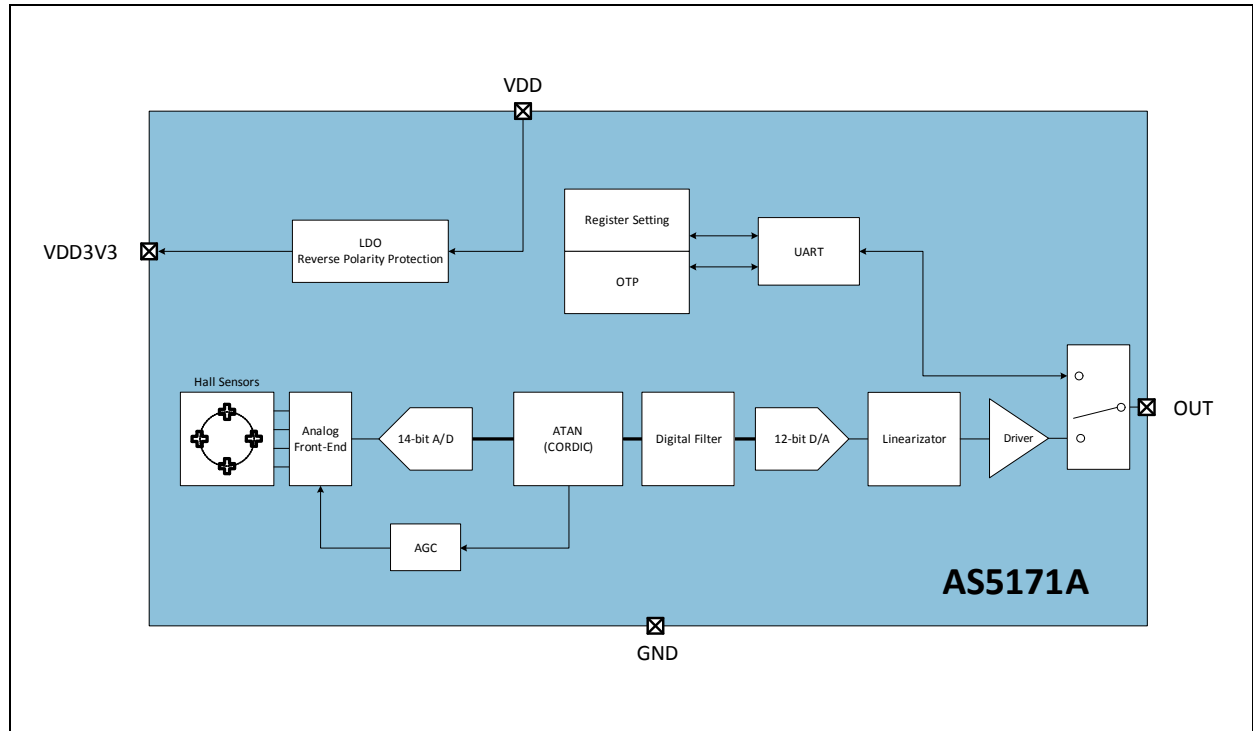 VDD
VDD3V3
LDO
Reverse Polarity Protection
Register Setting
OTP
UART
Hall Sensors
Analog
Front-End
14-bit A/D
ATAN
(CORDIC)
Digital Filter
12-bit D/A
Linearizator
Driver
OUT
AGC
AS5171A
GND